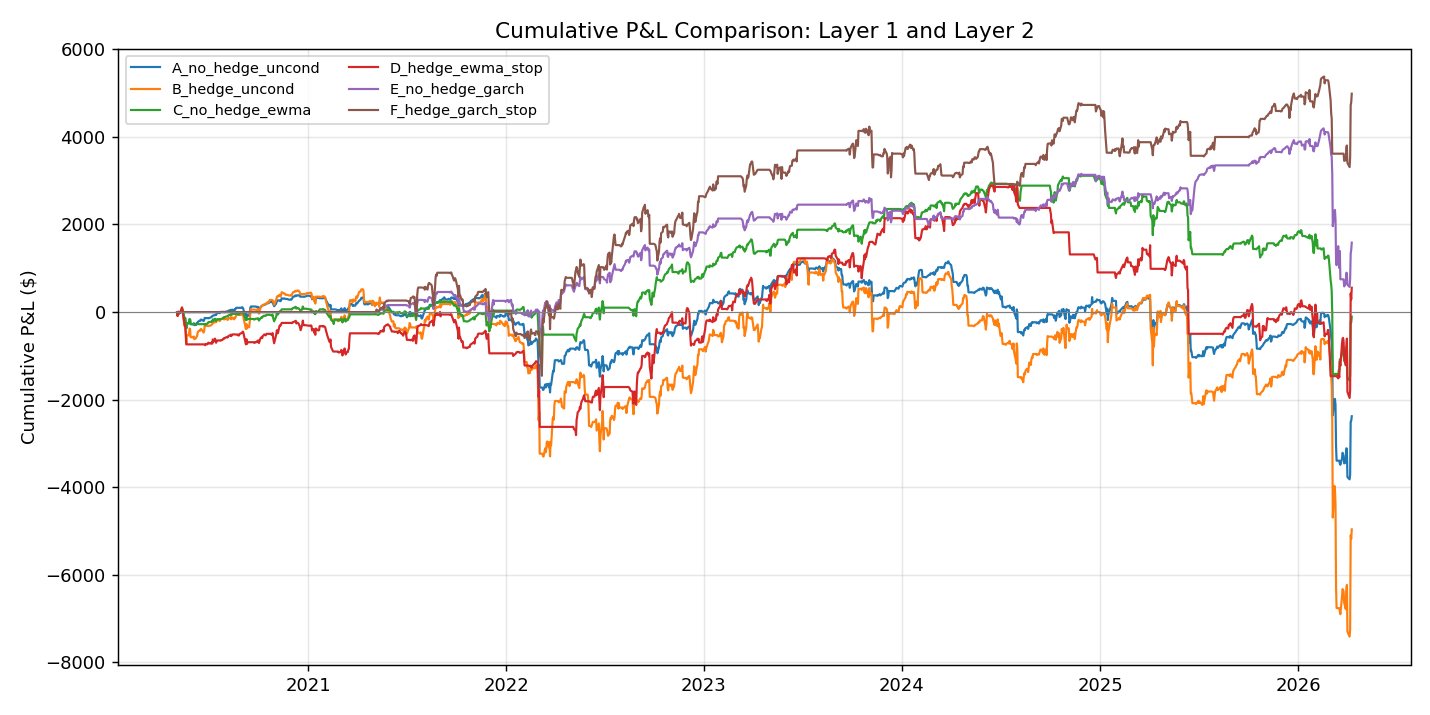 Cumulative P&L Comparison: Layer 1 and Layer 2
Cumulative P&L ($)
6000
4000
2000
0
−2000
−4000
−6000
−8000
A_no_hedge_uncond
B_hedge_uncond
C_no_hedge_ewma
D_hedge_ewma_stop
E_no_hedge_garch
F_hedge_garch_stop
2021 2022 2023 2024 2025 2026